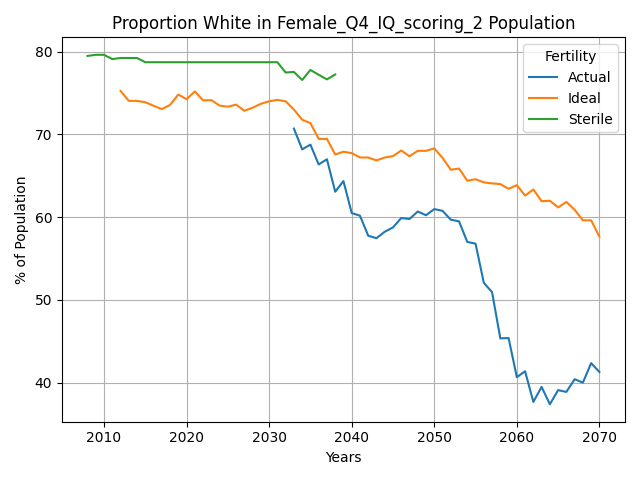 Proportion White in Female_Q4_IQ_scoring_2 Population
% of Population
80
70
60
50
40
2010 2020 2030 2040 2050 2060 2070
Years
Fertility
Actual
Ideal
Sterile